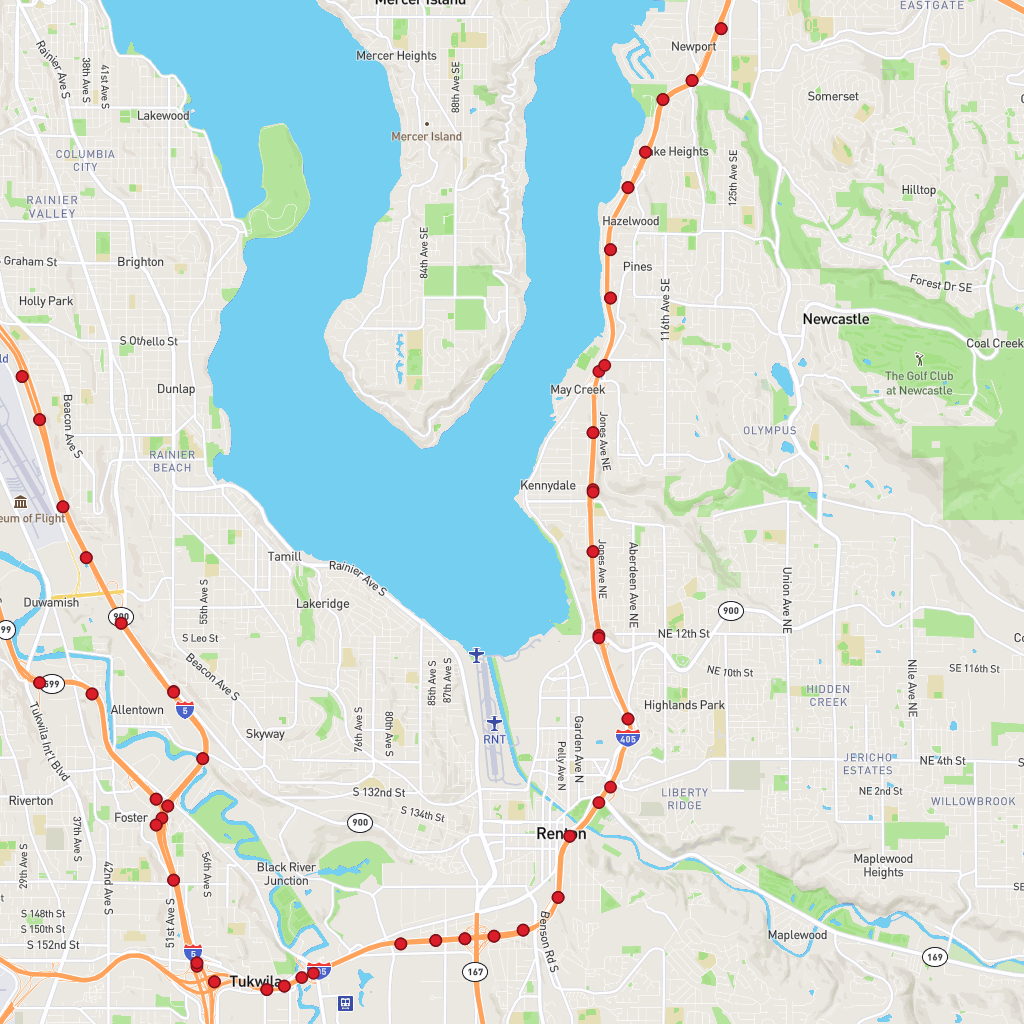 Mercer Island
EASTGATE
Rainier Ave S
38th Ave S
41st Ave S
Mercer Heights
88th Ave SE
Newport
Somerset
Lakewood
Mercer Island
COLUMBIA
CITY
Lake Heights
125th Ave SE
RAINIER
VALLEY
Hilltop
Hazelwood
84th Ave SE
S Graham St
Brighton
Pines
Forest Dr SE
Holly Park
116th Ave SE
Newcastle
S Othello St
Coal Creek
The Golf Club
at Newcastle
Dunlap
May Creek
Beacon Ave S
Jones Ave NE
OLYMPUS
RAINIER
BEACH
Kennydale
eum of Flight
Tamill
Rainier Ave S
Jones Ave NE
Aberdeen Ave NE
Union Ave NE
Duwamish
55th Ave S
Lakeridge
900
900
99
S Leo St
NE 12th St
Beacon Ave S
85th Ave S
87th Ave S
NE 10th St
SE 116th St
Nile Ave NE
599
HIDDEN
CREEK
Allentown
5
Highlands Park
Tukwila Int'l Blvd
76th Ave S
80th Ave S
Skyway
RNT
Garden Ave N
Pelly Ave N
405
JERICHO
ESTATES
NE 4th St
S 132nd St
NE 2nd St
Riverton
LIBERTY
RIDGE
WILLOWBROOK
S 134th St
Foster
900
Renton
37th Ave S
29th Ave S
42nd Ave S
56th Ave S
Black River
Junction
Maplewood
Heights
S 148th St
S 150th St
S 152nd St
51st Ave S
Benson Rd S
Maplewood
5
169
167
405
Tukwila